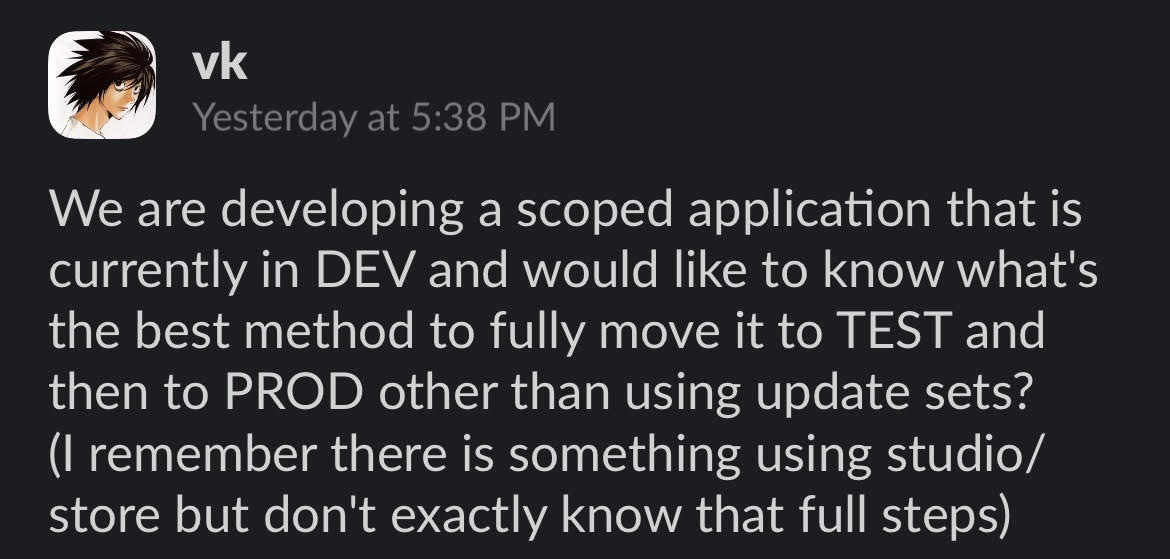 vk
Yesterday at 5:38 PM
We are developing a scoped application that is
currently in DEV and would like to know what's
the best method to fully move it to TEST and
then to PROD other than using update sets?
(I remember there is something using studio/
store but don't exactly know that full steps)